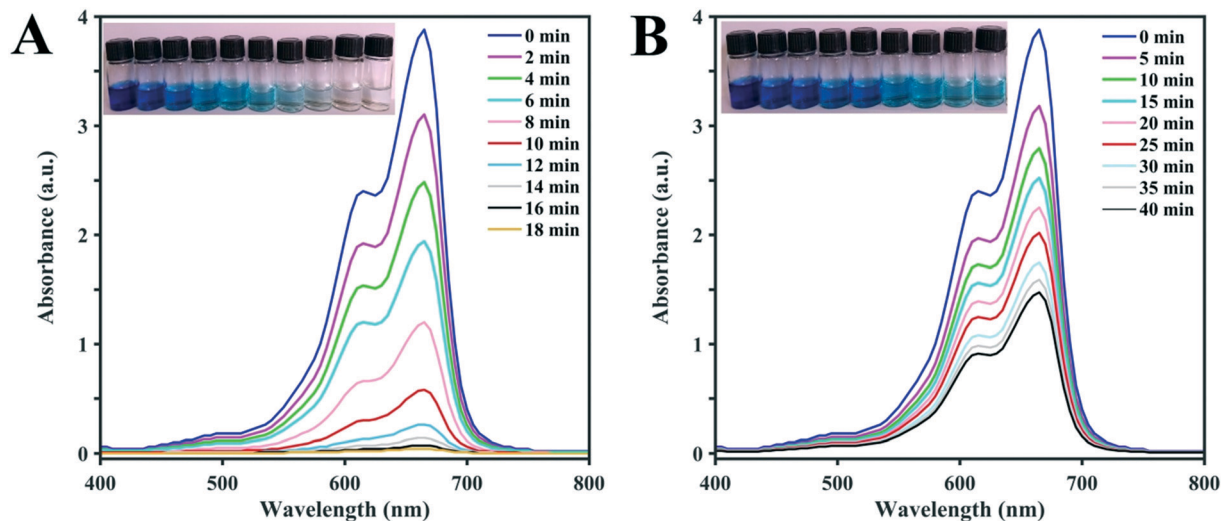 A
4
3
2
1
0
400
500
600
700
800
Absorbance (a.u.)
Wavelength (nm)
0 min
2 min
4 min
6 min
8 min
10 min
12 min
14 min
16 min
18 min
B
4
3
2
1
0
400
500
600
700
800
Absorbance (a.u.)
Wavelength (nm)
0 min
5 min
10 min
15 min
20 min
25 min
30 min
35 min
40 min